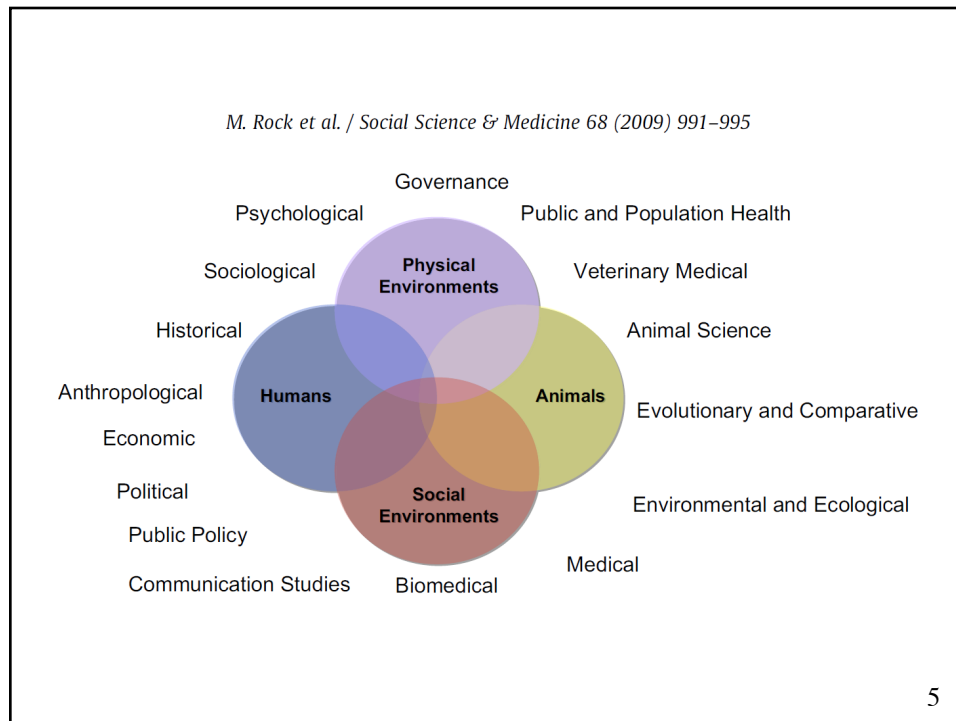 M. Rock et al. / Social Science & Medicine 68 (2009) 991–995
Governance
Psychological
Public and Population Health
Physical
Environments
Sociological
Veterinary Medical
Historical
Animal Science
Anthropological
Humans
Animals
Evolutionary and Comparative
Economic
Political
Social
Environments
Environmental and Ecological
Public Policy
Medical
Communication Studies
Biomedical
5